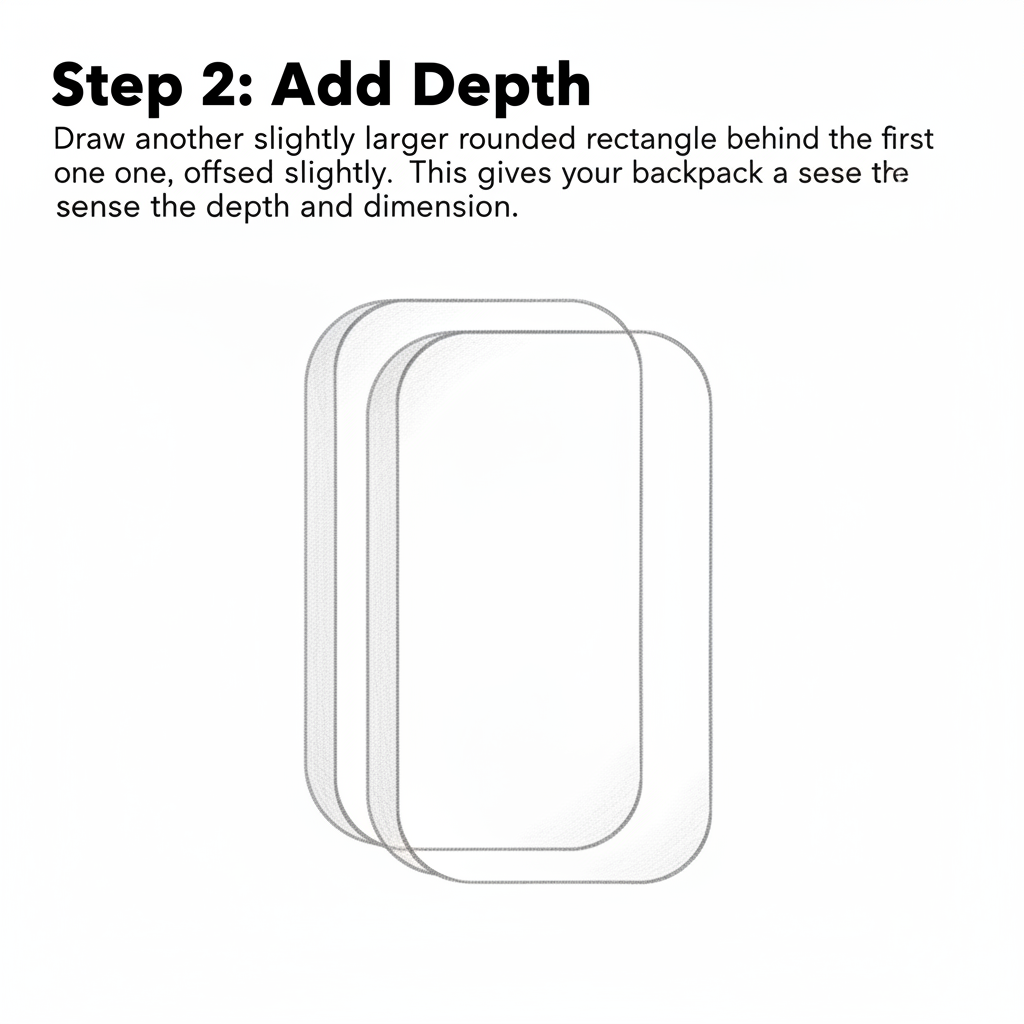 Step 2: Add Depth
Draw another slightly larger rounded rectangle behind the first
one one, offsed slightly. This gives your backpack a sese the
sense the depth and dimension.